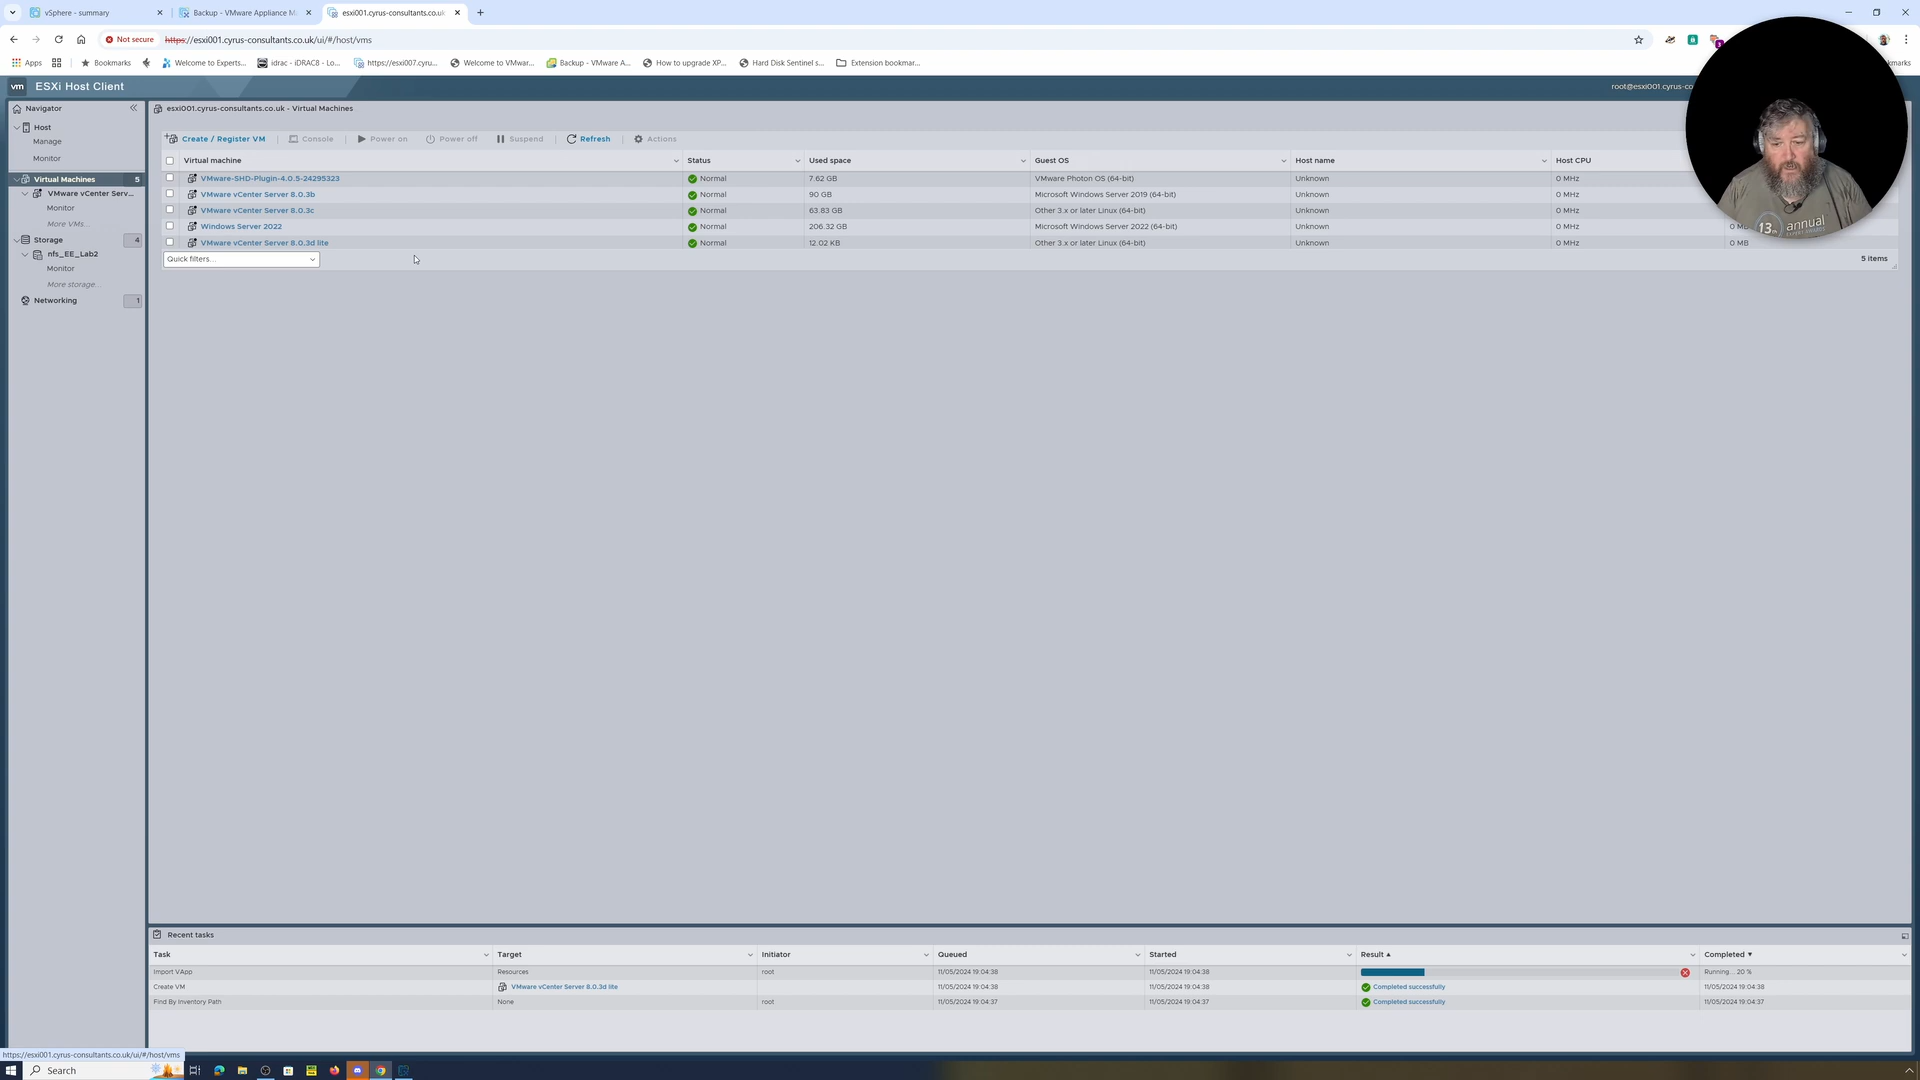 vSphere - summary
Backup - VMware Appliance M
esxi001.cyrus-consultants.co.uk
Not secure
https://esxi001.cyrus-consultants.co.uk/ui/#/host/vms
Apps
Bookmarks
Welcome to Experts...
idrac - iDRAC8 - Lo...
https://esxi007.cyru...
Welcome to VMwar...
Backup - VMware A...
How to upgrade XP...
Hard Disk Sentinel s...
Extension bookmar...
vm ESXi Host Client
root@esxi001.cyrus-co
Navigator
Host
Manage
Monitor
Virtual Machines 5
VMware vCenter Serv...
Monitor
More VMs...
Storage 4
nfs_EE_Lab2
Monitor
More storage...
Networking 1
esxi001.cyrus-consultants.co.uk - Virtual Machines
Create / Register VM Console Power on Power off Suspend Refresh Actions
Virtual machine Status Used space Guest OS Host name Host CPU
VMware-SHD-Plugin-4.0.5-24295323 Normal 7.62 GB VMware Photon OS (64-bit) Unknown 0 MHz
VMware vCenter Server 8.0.3b Normal 90 GB Microsoft Windows Server 2019 (64-bit) Unknown 0 MHz
VMware vCenter Server 8.0.3c Normal 63.83 GB Other 3.x or later Linux (64-bit) Unknown 0 MHz
Windows Server 2022 Normal 206.32 GB Microsoft Windows Server 2022 (64-bit) Unknown 0 MHz 0 M
VMware vCenter Server 8.0.3d lite Normal 12.02 KB Other 3.x or later Linux (64-bit) Unknown 0 MHz 0 MB
Quick filters...
5 items
13th annual
Recent tasks
Task Target Initiator Queued Started Result Completed
Import VApp Resources root 11/05/2024 19:04:38 11/05/2024 19:04:38 Running... 20 %
Create VM VMware vCenter Server 8.0.3d lite 11/05/2024 19:04:38 11/05/2024 19:04:38 Completed successfully 11/05/2024 19:04:38
Find By Inventory Path None root 11/05/2024 19:04:37 11/05/2024 19:04:37 Completed successfully 11/05/2024 19:04:37
https://esxi001.cyrus-consultants.co.uk/ui/#/host/vms
Search